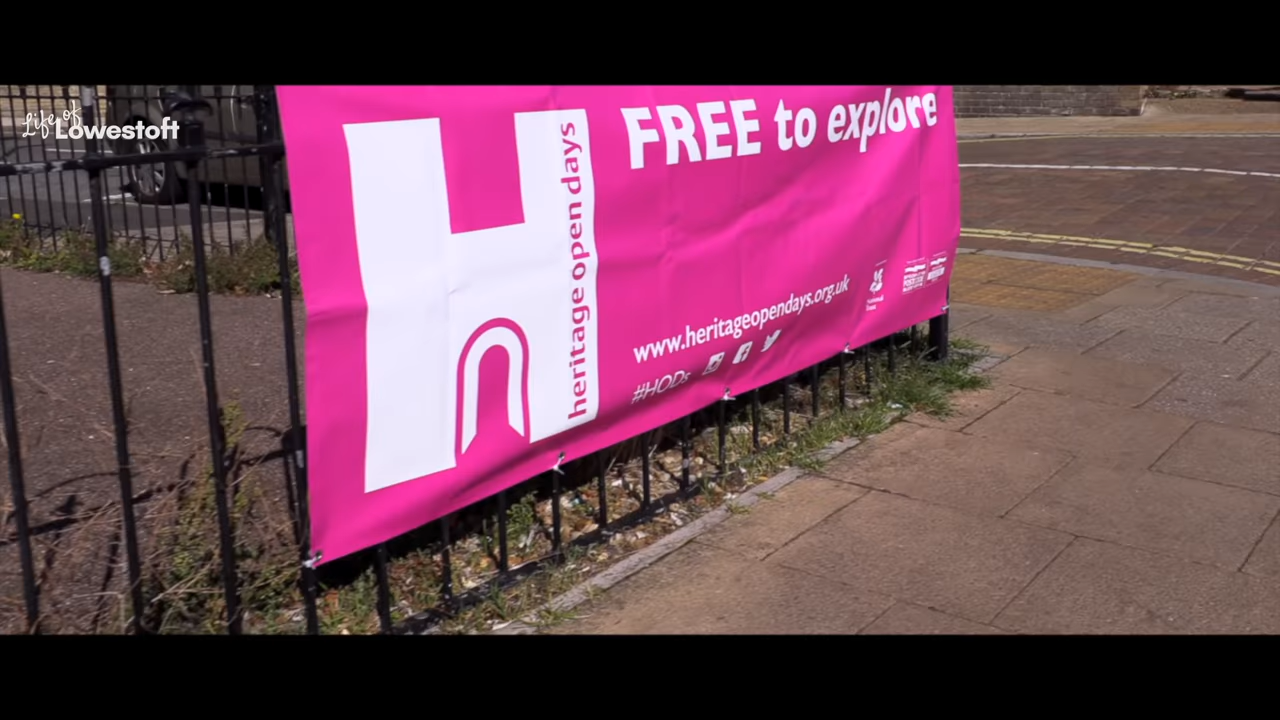 Life of
Lowestoft
FREE to explore
heritage open days
www.heritageopendays.org.uk
#HODs